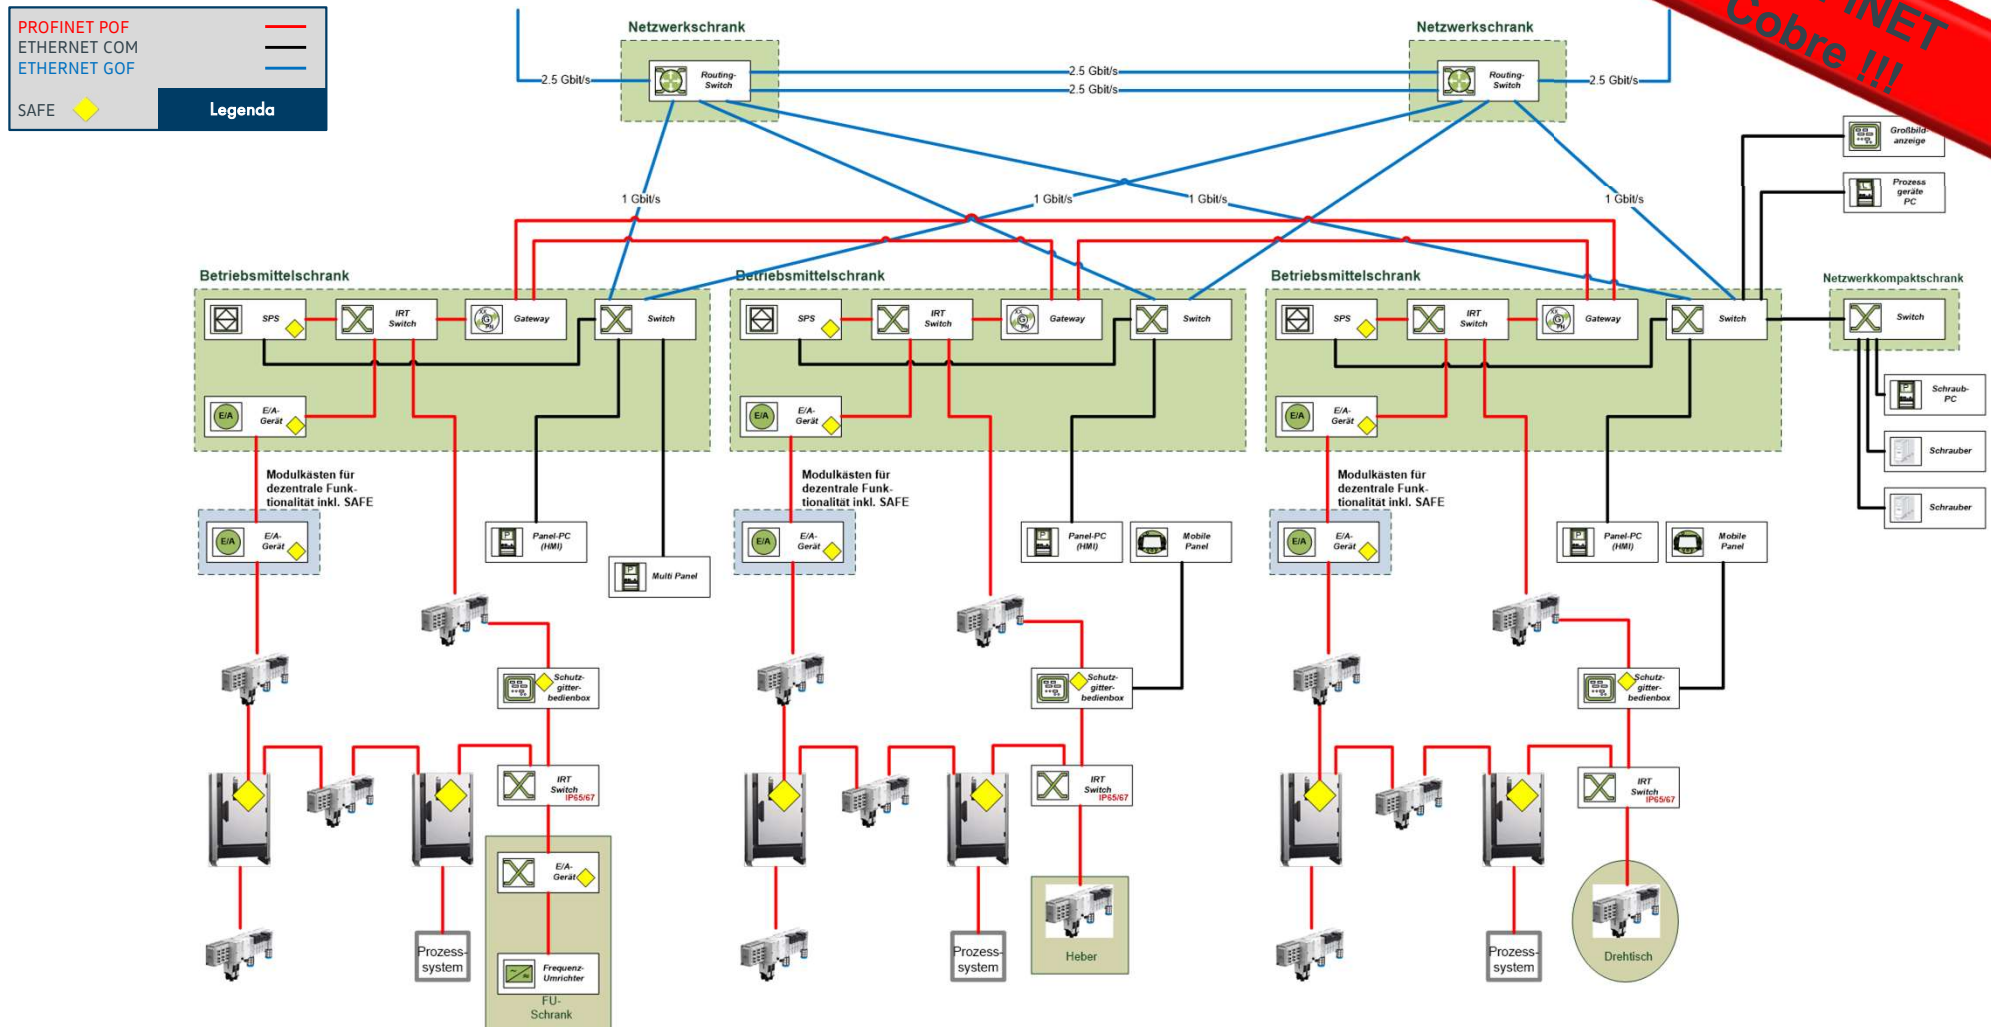 PROFINET POF
ETHERNET COM
ETHERNET GOF
SAFE
Legenda
Cobre !!!
Netzwerkschrank
Netzwerkschrank
Routing-
Switch
Routing-
Switch
2.5 Gbit/s
2.5 Gbit/s
2.5 Gbit/s
2.5 Gbit/s
Großbild-
anzeige
Prozess
geräte
PC
1 Gbit/s
1 Gbit/s
1 Gbit/s
1 Gbit/s
Betriebsmittelschrank
Betriebsmittelschrank
Betriebsmittelschrank
Netzwerkkompaktschrank
SPS
IRT
Switch
Gateway
Switch
SPS
IRT
Switch
Gateway
Switch
SPS
IRT
Switch
Gateway
Switch
Switch
E/A
E/A-
Gerät
E/A
E/A-
Gerät
E/A
E/A-
Gerät
Schraub-
PC
Schrauber
Schrauber
Modulkästen für
dezentrale Funk-
tionalität inkl. SAFE
Modulkästen für
dezentrale Funk-
tionalität inkl. SAFE
Modulkästen für
dezentrale Funk-
tionalität inkl. SAFE
E/A
E/A-
Gerät
Panel-PC
(HMI)
Multi Panel
E/A
E/A-
Gerät
Panel-PC
(HMI)
Mobile
Panel
E/A
E/A-
Gerät
Panel-PC
(HMI)
Mobile
Panel
Schutz-
gitter-
bedienbox
Schutz-
gitter-
bedienbox
Schutz-
gitter-
bedienbox
IRT
Switch
IP65/67
IRT
Switch
IP65/67
IRT
Switch
IP65/67
E/A-
Gerät
Prozess-
system
Frequenz-
Umrichter
FU-
Schrank
Prozess-
system
Heber
Prozess-
system
Drehtisch